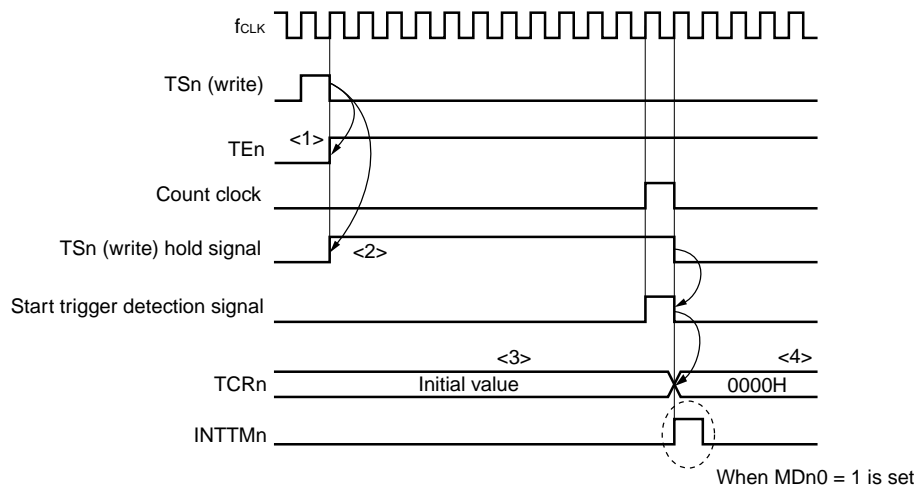 fCLK
TSn (write)
<1>
TEn
Count clock
TSn (write) hold signal
<2>
Start trigger detection signal
<3>
<4>
TCRn
Initial value
0000H
INTTMn
When MDn0 = 1 is set